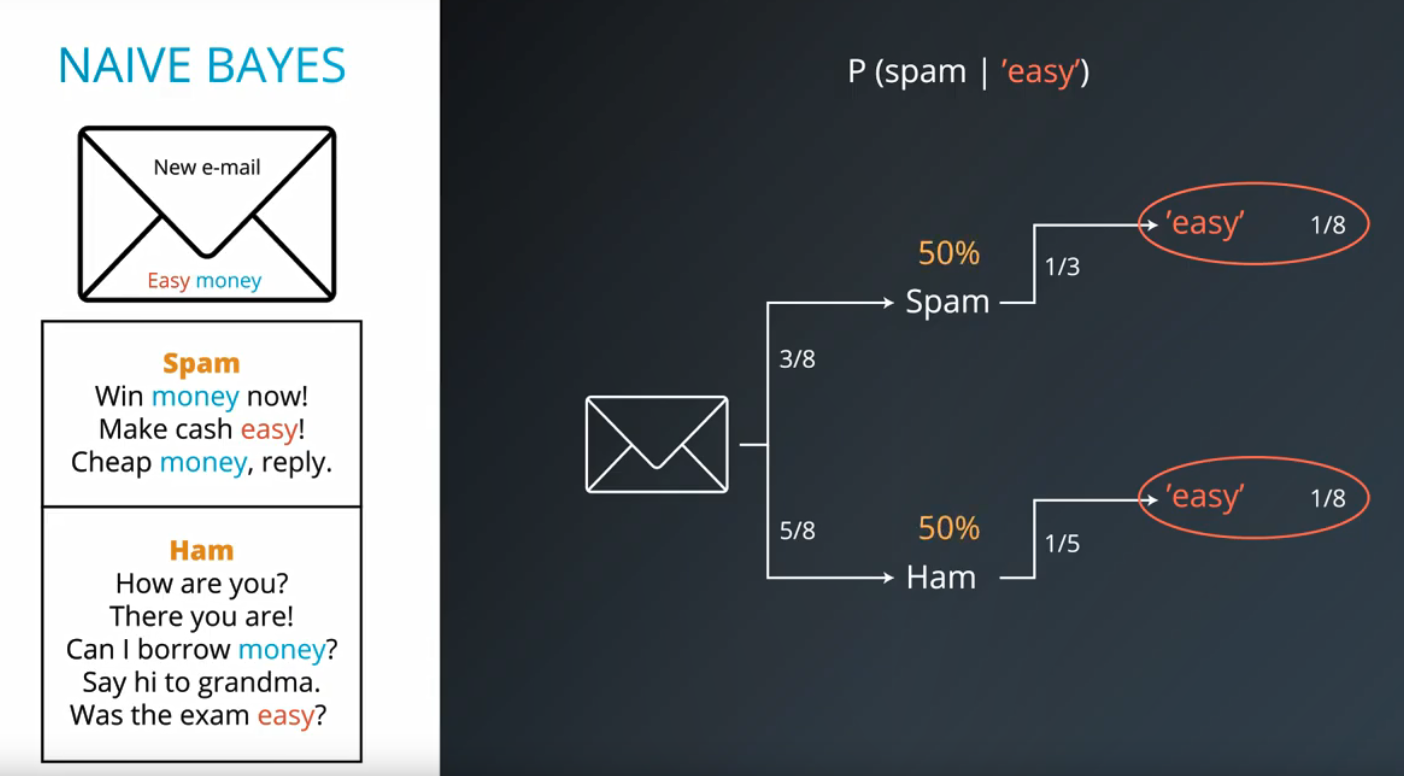 NAIVE BAYES
New e-mail
Easy money
Spam
Win money now!
Make cash easy!
Cheap money, reply.
Ham
How are you?
There you are!
Can I borrow money?
Say hi to grandma.
Was the exam easy?
P (spam | ’easy’)
’easy’ 1/8
50%
1/3
Spam
3/8
’easy’ 1/8
5/8
50%
1/5
Ham